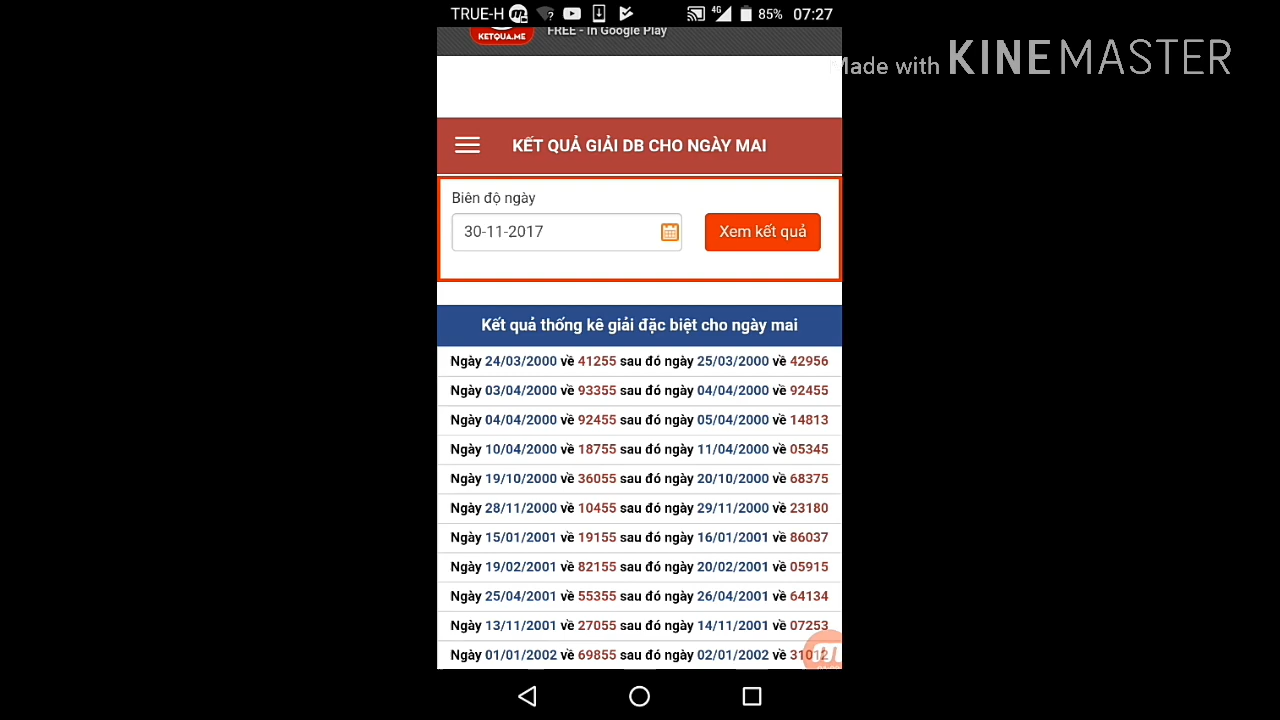 TRUE-H 4G 85% 07:27
KETQUA.ME FREE - In Google Play
Made with KINEMASTER
KẾT QUẢ GIẢI DB CHO NGÀY MAI
Biên độ ngày
30-11-2017 Xem kết quả
Kết quả thống kê giải đặc biệt cho ngày mai
Ngày 24/03/2000 về 41255 sau đó ngày 25/03/2000 về 42956
Ngày 03/04/2000 về 93355 sau đó ngày 04/04/2000 về 92455
Ngày 04/04/2000 về 92455 sau đó ngày 05/04/2000 về 14813
Ngày 10/04/2000 về 18755 sau đó ngày 11/04/2000 về 05345
Ngày 19/10/2000 về 36055 sau đó ngày 20/10/2000 về 68375
Ngày 28/11/2000 về 10455 sau đó ngày 29/11/2000 về 23180
Ngày 15/01/2001 về 19155 sau đó ngày 16/01/2001 về 86037
Ngày 19/02/2001 về 82155 sau đó ngày 20/02/2001 về 05915
Ngày 25/04/2001 về 55355 sau đó ngày 26/04/2001 về 64134
Ngày 13/11/2001 về 27055 sau đó ngày 14/11/2001 về 07253
Ngày 01/01/2002 về 69855 sau đó ngày 02/01/2002 về 31012